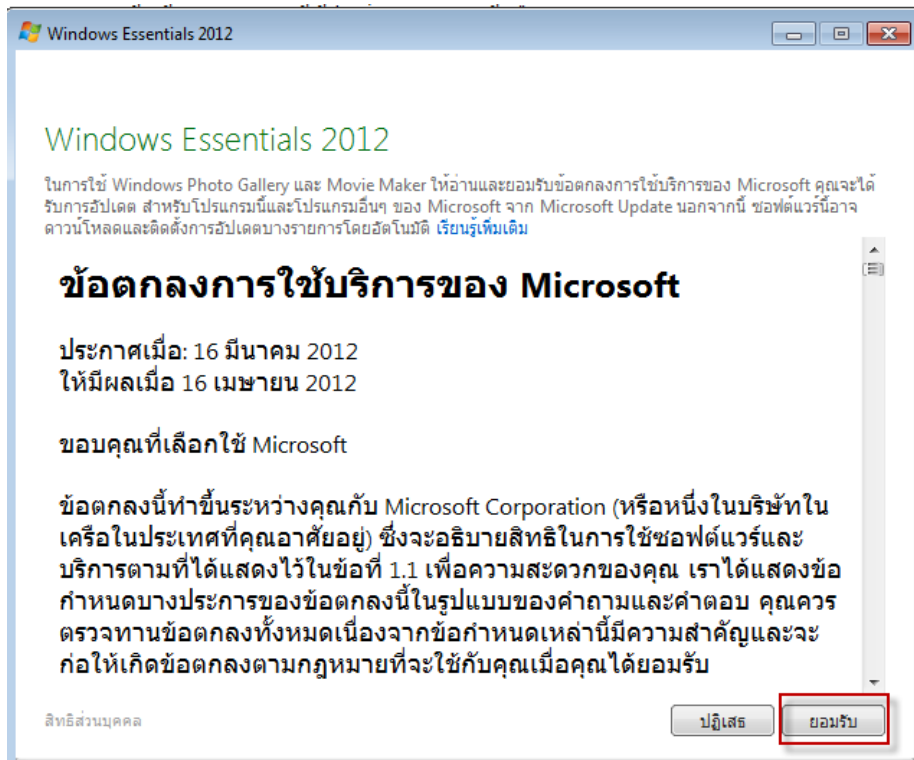 Windows Essentials 2012
Windows Essentials 2012
ในการใช้ Windows Photo Gallery และ Movie Maker ให้อ่านและยอมรับข้อตกลงการใช้บริการของ Microsoft คุณจะได้
รับการอัปเดต สำหรับโปรแกรมนี้และโปรแกรมอื่นๆ ของ Microsoft จาก Microsoft Update นอกจากนี้ ซอฟต์แวร์นี้อาจ
ดาวน์โหลดและติดตั้งการอัปเดตบางรายการโดยอัตโนมัติ เรียนรู้เพิ่มเติม
ข้อตกลงการใช้บริการของ Microsoft
ประกาศเมื่อ: 16 มีนาคม 2012
ให้มีผลเมื่อ 16 เมษายน 2012
ขอบคุณที่เลือกใช้ Microsoft
ข้อตกลงนี้ทำขึ้นระหว่างคุณกับ Microsoft Corporation (หรือหนึ่งในบริษัทใน
เครือในประเทศที่คุณอาศัยอยู่) ซึ่งจะอธิบายสิทธิในการใช้ซอฟต์แวร์และ
บริการตามที่ได้แสดงไว้ในข้อที่ 1.1 เพื่อความสะดวกของคุณ เราได้แสดงข้อ
กำหนดบางประการของข้อตกลงนี้ในรูปแบบของคำถามและคำตอบ คุณควร
ตรวจทานข้อตกลงทั้งหมดเนื่องจากข้อกำหนดเหล่านี้มีความสำคัญและจะ
ก่อให้เกิดข้อตกลงตามกฎหมายที่จะใช้กับคุณเมื่อคุณได้ยอมรับ
สิทธิส่วนบุคคล
ปฏิเสธ
ยอมรับ